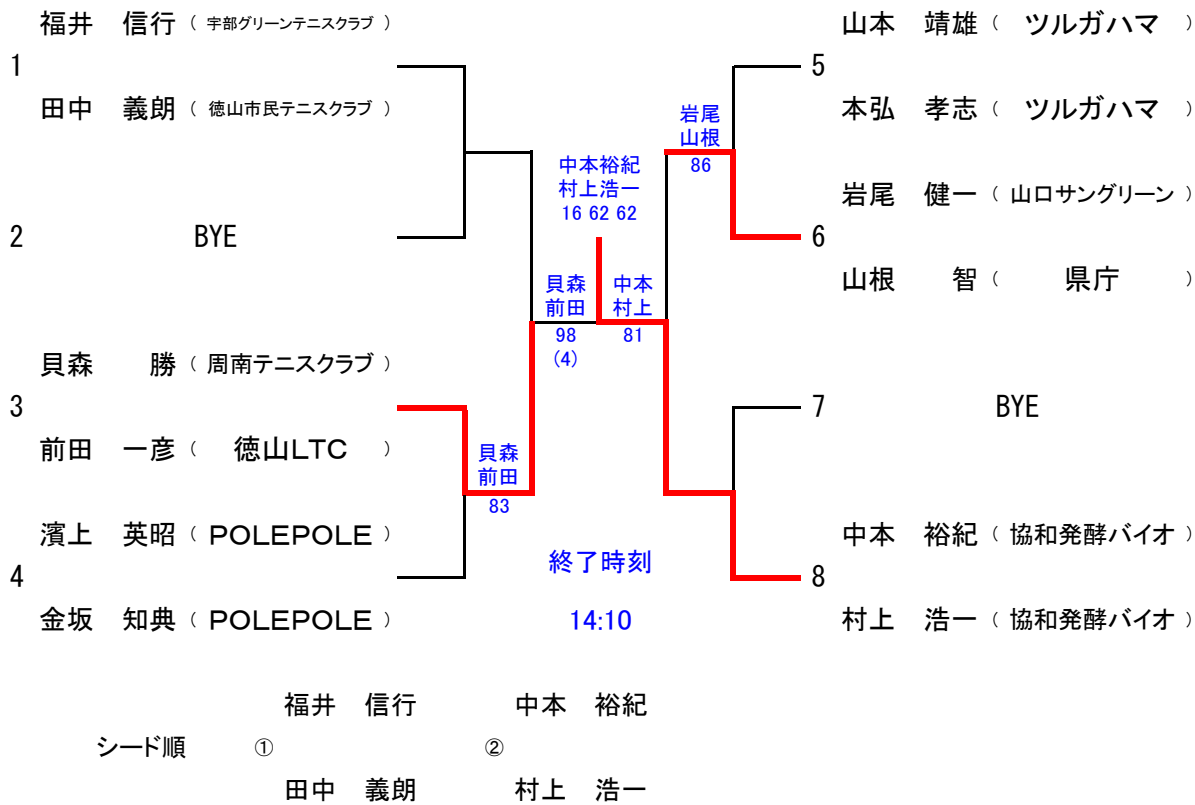 福井　信行（ 宇部グリーンテニスクラブ ）
1
田中　義朗（ 徳山市民テニスクラブ ）
2
BYE
貝森　　勝（ 周南テニスクラブ ）
3
前田　一彦（ 徳山LTC ）
濱上　英昭（ POLEPOLE ）
4
金坂　知典（ POLEPOLE ）
貝森
前田
83
貝森
前田
98
(4)
中本裕紀
村上浩一
16 62 62
中本
村上
81
岩尾
山根
86
終了時刻
14:10
山本　靖雄（ ツルガハマ ）
5
本弘　孝志（ ツルガハマ ）
岩尾　健一（ 山口サングリーン ）
6
山根　　智（ 県庁 ）
7
BYE
中本　裕紀（ 協和発酵バイオ ）
8
村上　浩一（ 協和発酵バイオ ）
福井　信行　中本　裕紀
シード順　①　②
田中　義朗　村上　浩一